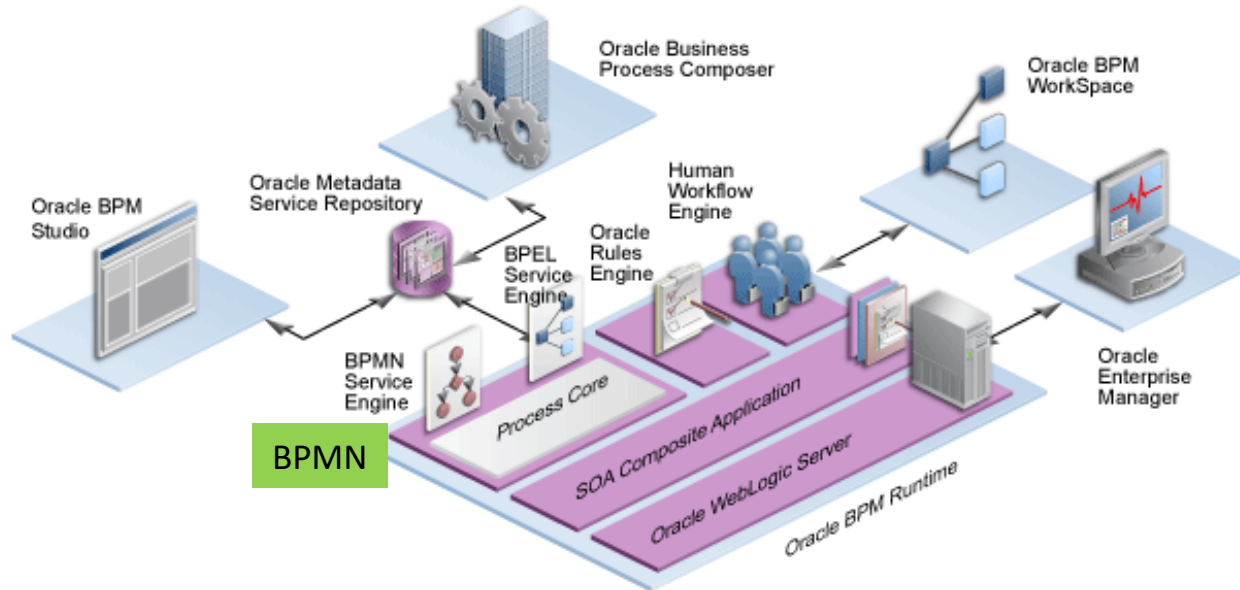 Oracle Business
Process Composer
Oracle BPM
WorkSpace
Human
Workflow
Engine
Oracle Metadata
Service Repository
Oracle BPM
Studio
Oracle
Rules
Engine
BPEL
Service
Engine
BPMN
Service
Engine
Oracle
Enterprise
Manager
Process Core
BPMN
SOA Composite Application
Oracle WebLogic Server
Oracle BPM Runtime